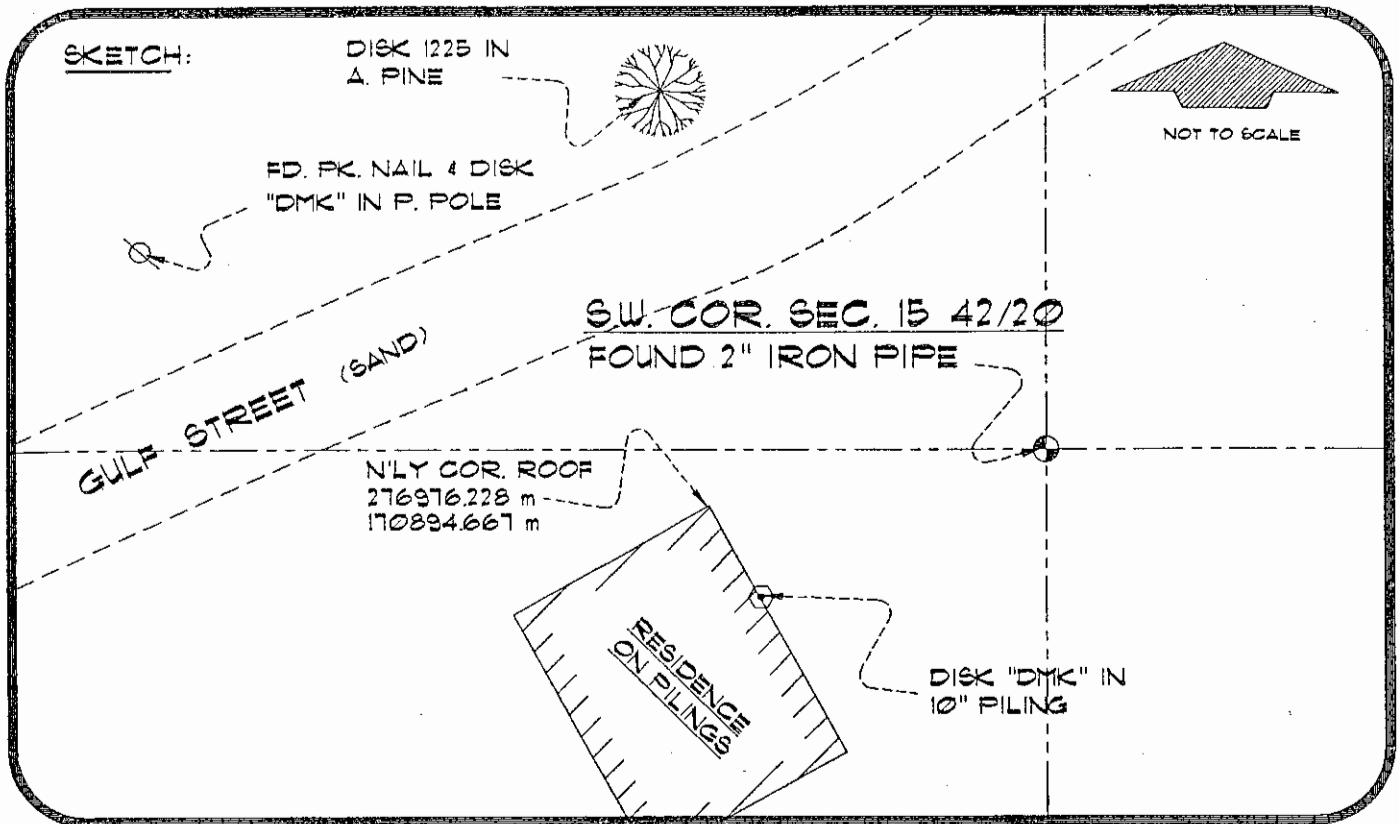 SKETCH:
DISK 1225 IN
A. PINE
NOT TO SCALE
FD. PK. NAIL & DISK
"DMK" IN P. POLE
S.W. COR. SEC. 15 42/20
FOUND 2" IRON PIPE
GULF STREET (SAND)
N'LY COR. ROOF
276976.228 m
170894.667 m
RESIDENCE
ON PILINGS
DISK "DMK" IN
10" PILING